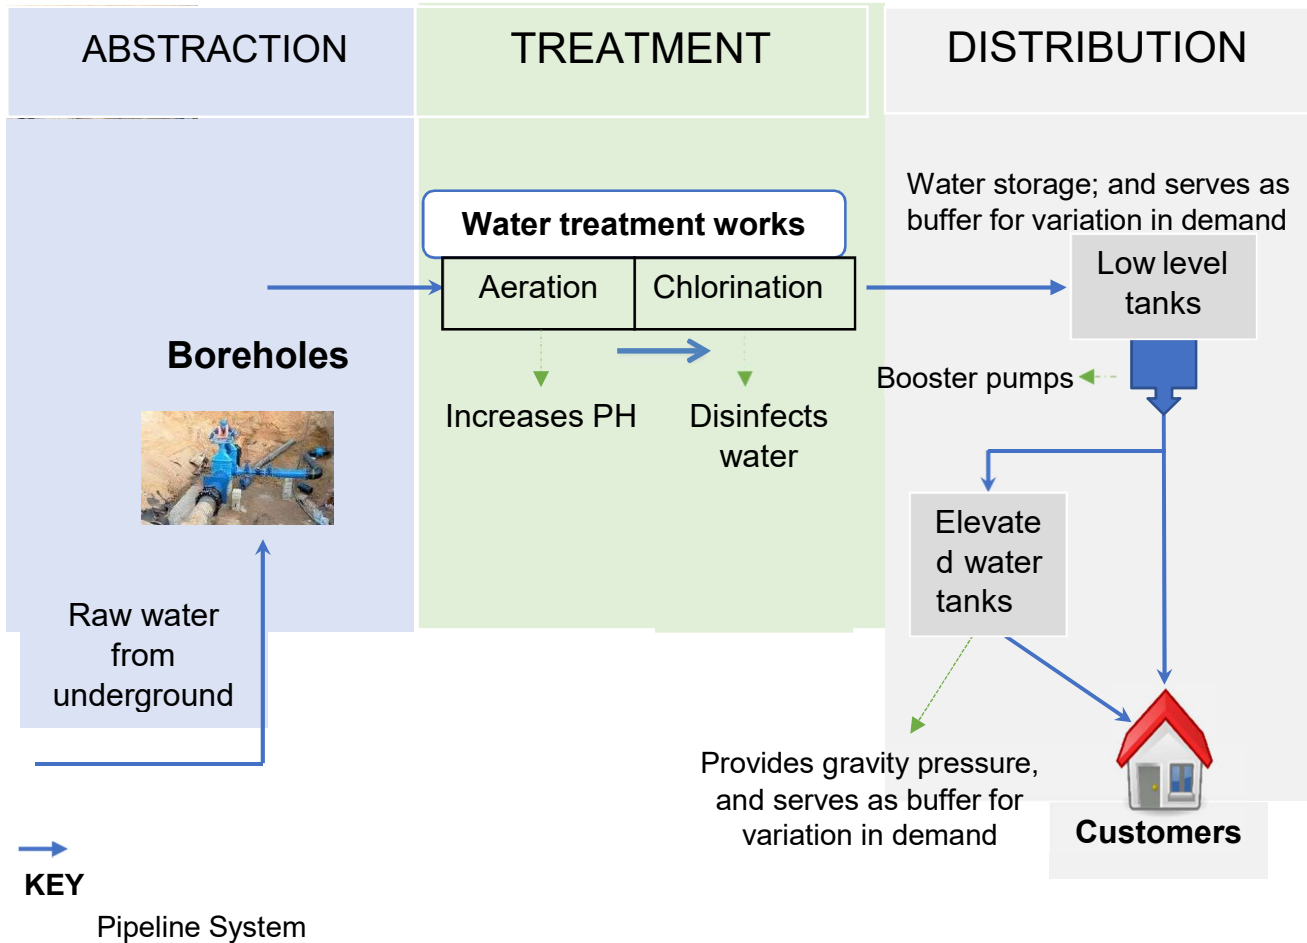 ABSTRACTION
TREATMENT
DISTRIBUTION
Water storage; and serves as
buffer for variation in demand
Water treatment works
Aeration
Chlorination
Low level
tanks
Boreholes
Booster pumps
Increases PH
Disinfects
water
Elevate
d water
tanks
Raw water
from
underground
Provides gravity pressure,
and serves as buffer for
variation in demand
Customers
KEY
Pipeline System